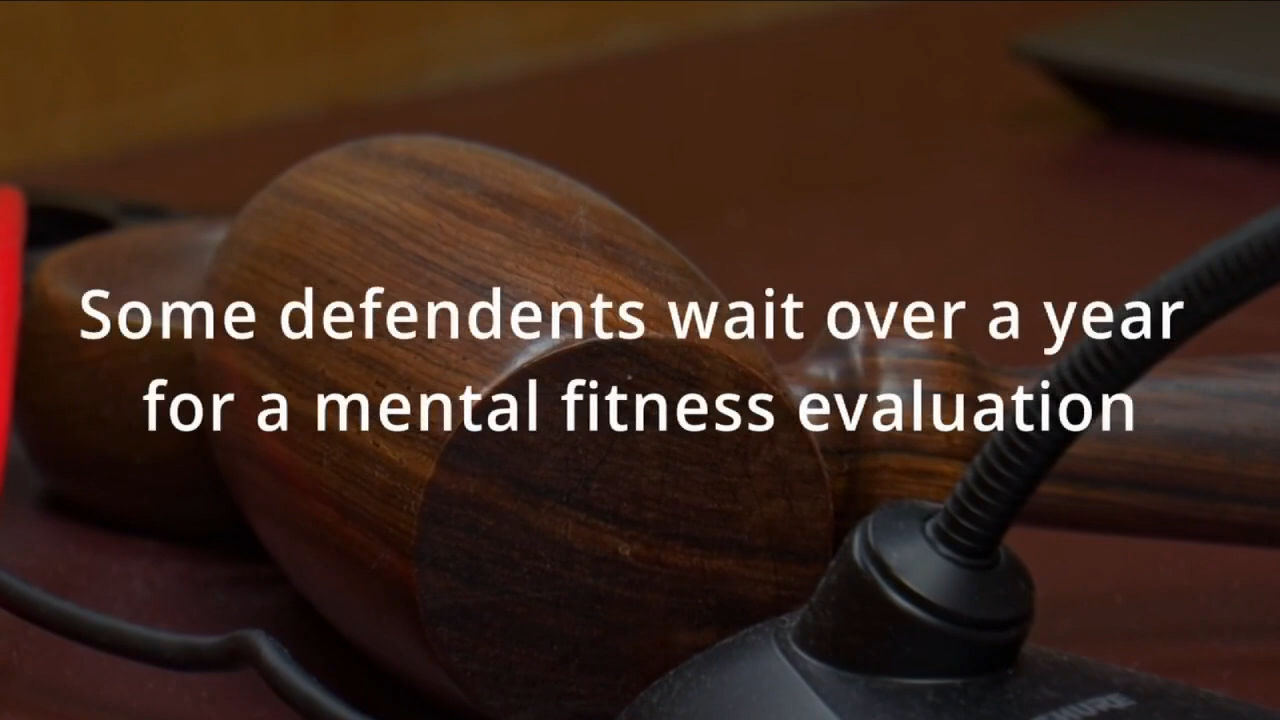 Some defendents wait over a year
for a mental fitness evaluation